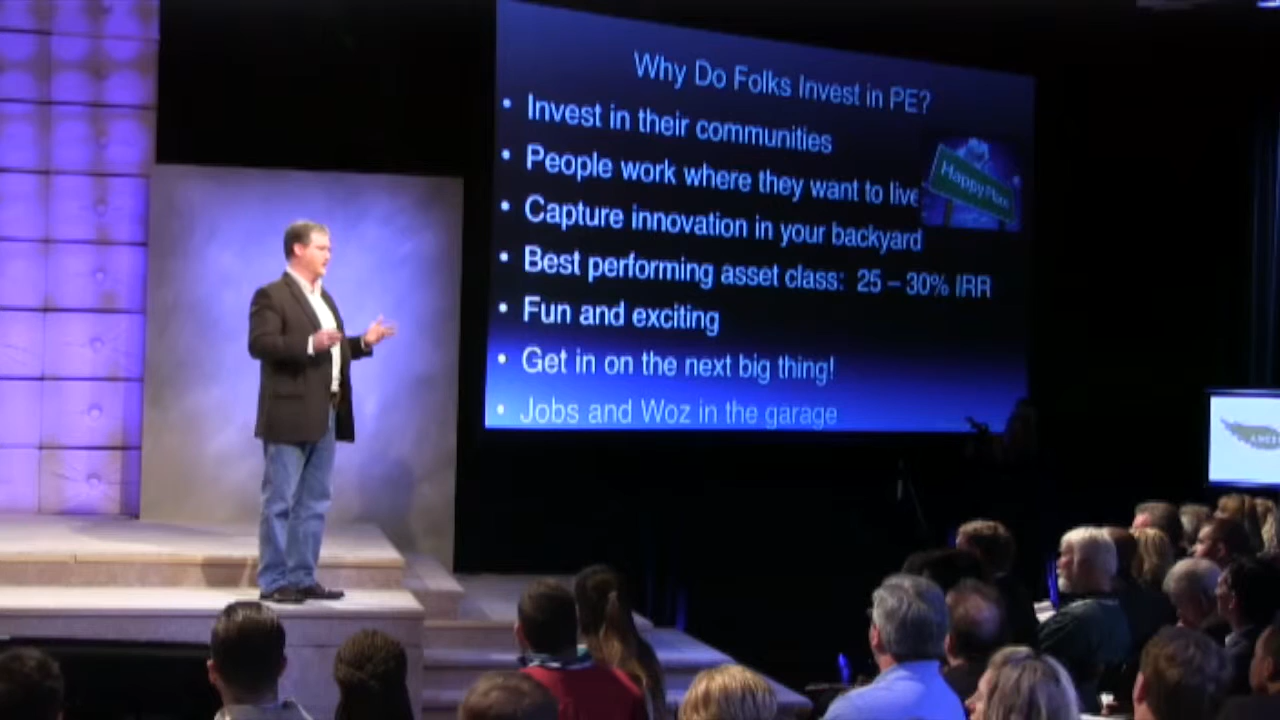 Why Do Folks Invest in PE?
• Invest in their communities
• People work where they want to live
Happy Place
• Capture innovation in your backyard
• Best performing asset class: 25 – 30% IRR
• Fun and exciting
• Get in on the next big thing!
• Jobs and Woz in the garage